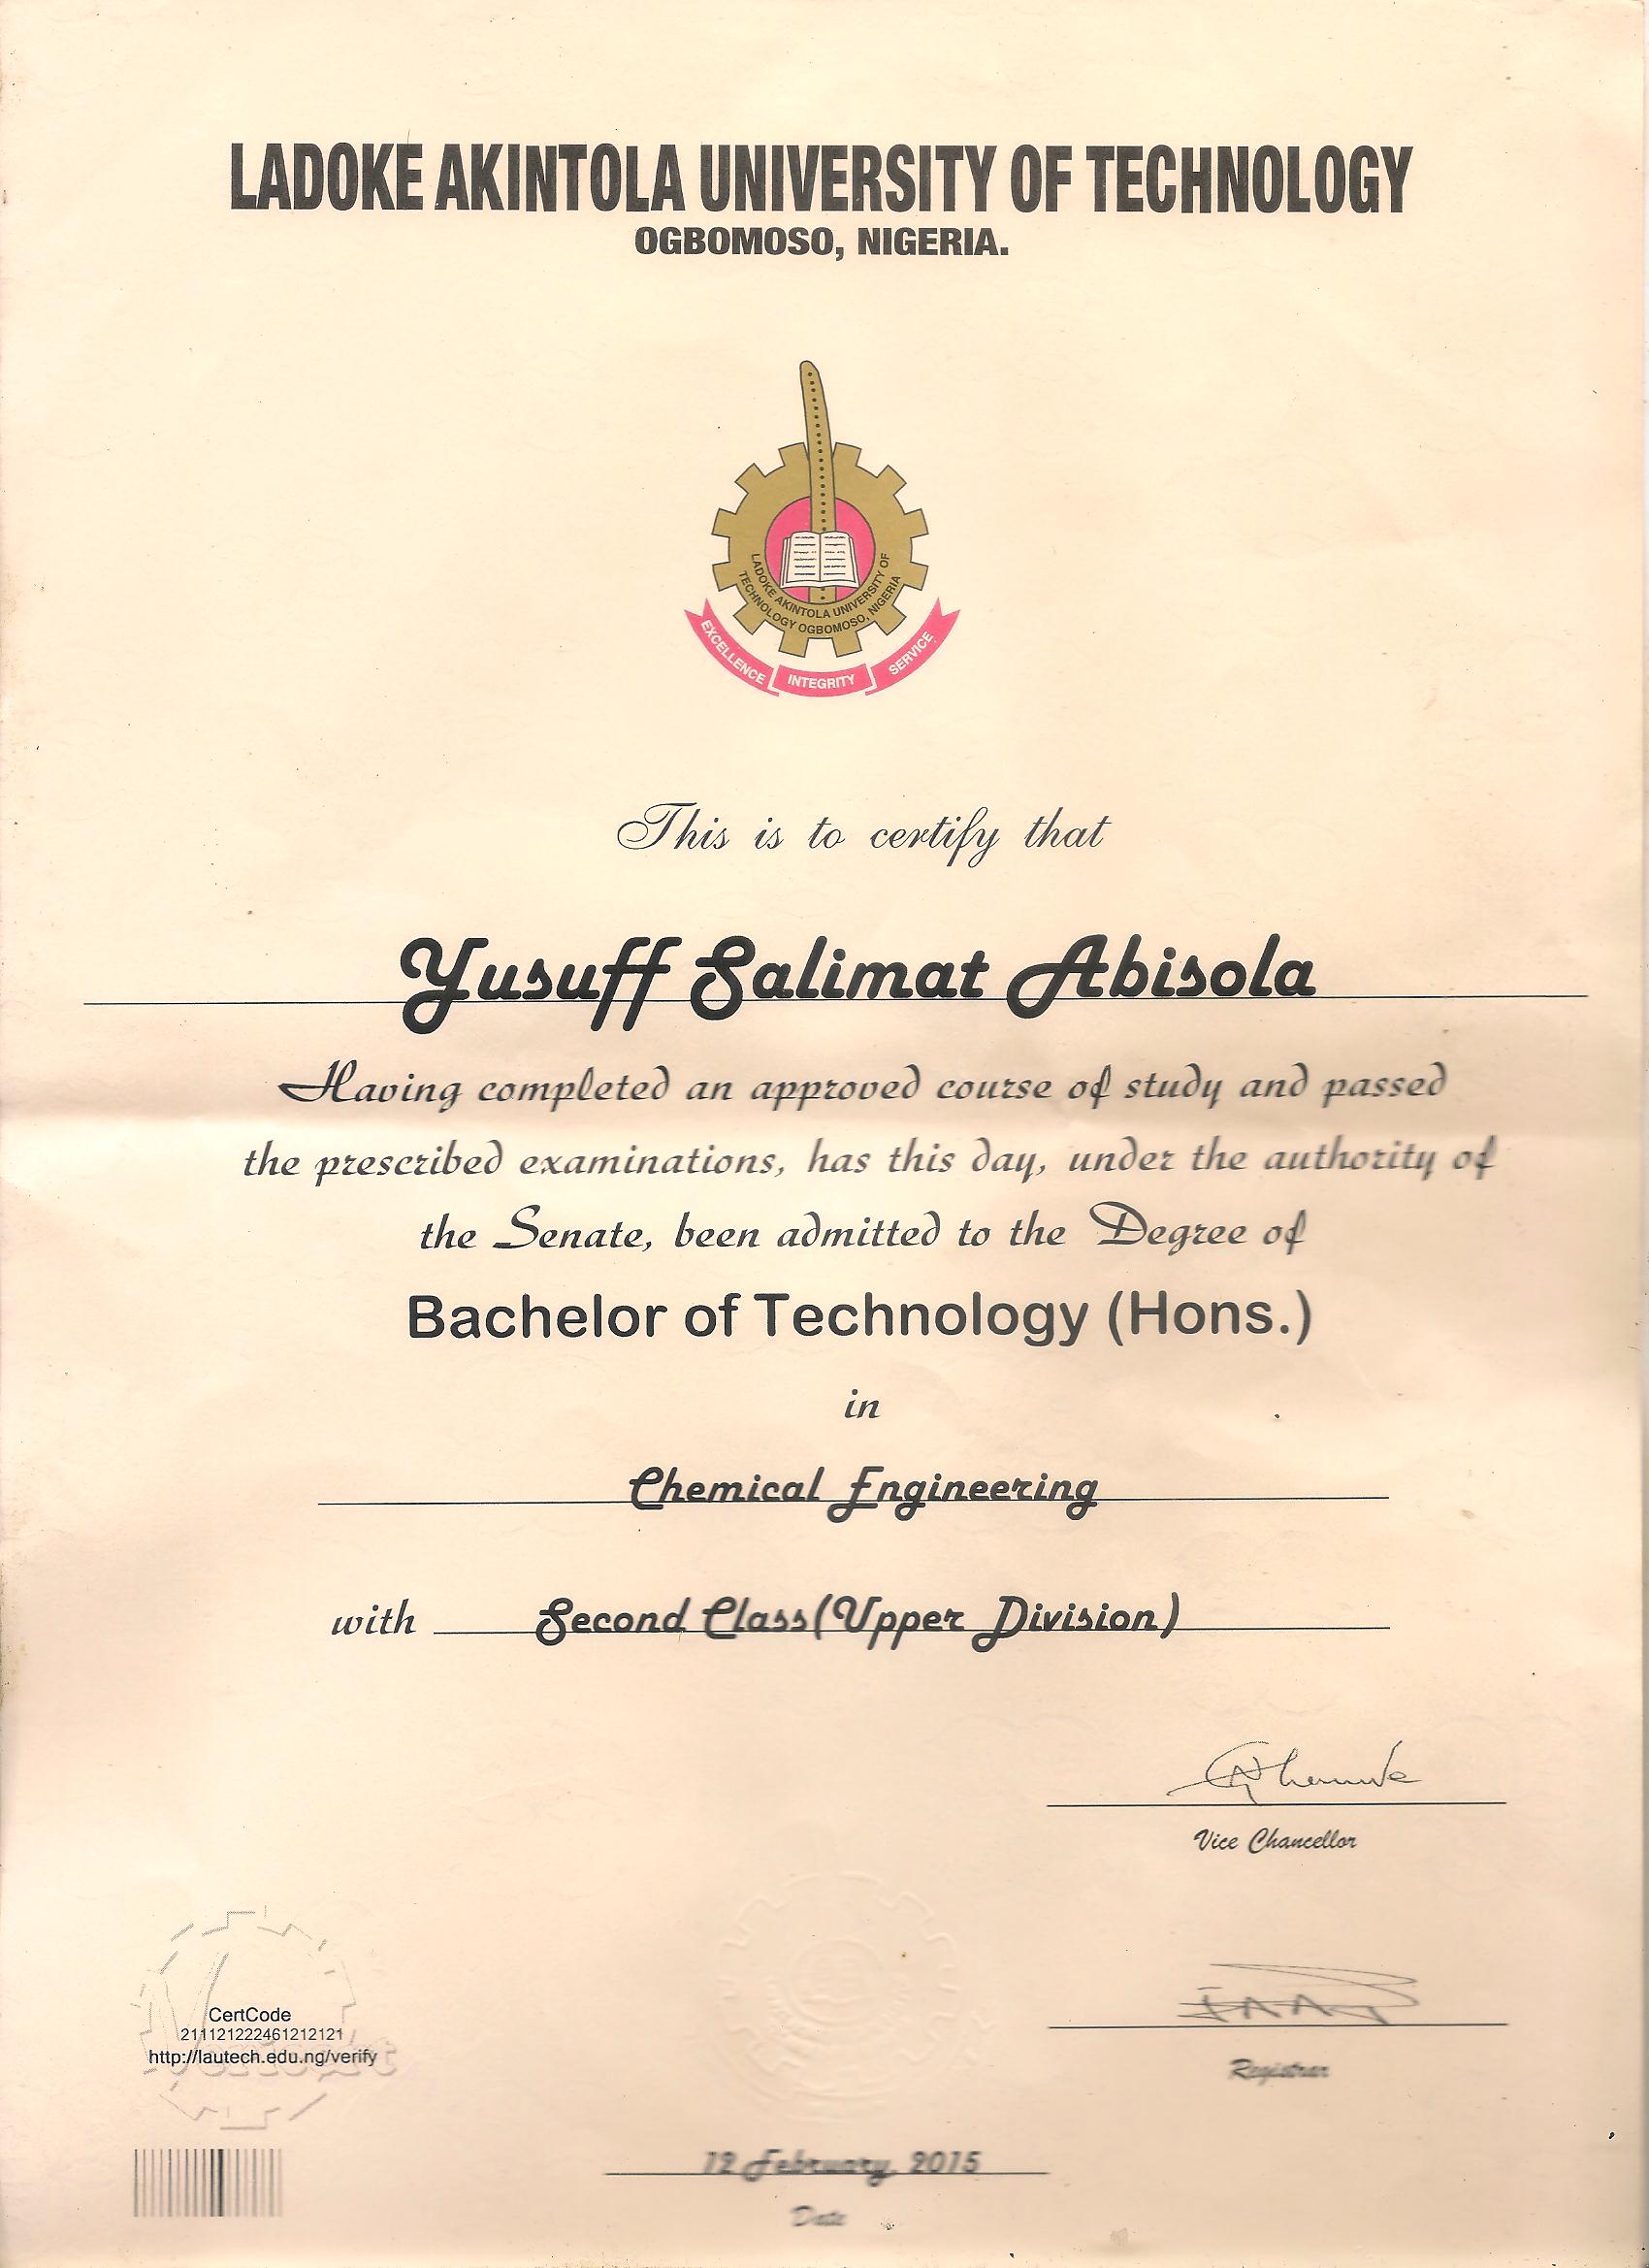 LADOKE AKINTOLA UNIVERSITY OF TECHNOLOGY
OGBOMOSO, NIGERIA.
LADOKE AKINTOLA UNIVERSITY OF
TECHNOLOGY OGBOMOSO, NIGERIA
EXCELLENCE INTEGRITY SERVICE
This is to certify that
Yusuff Salimat Abisola
Having completed an approved course of study and passed
the prescribed examinations, has this day, under the authority of
the Senate, been admitted to the Degree of
Bachelor of Technology (Hons.)
in
Chemical Engineering
with Second Class(Upper Division)
Vice Chancellor
CertCode
211121222461212121
http://lautech.edu.ng/verify
Registrar
12 February, 2015
Date